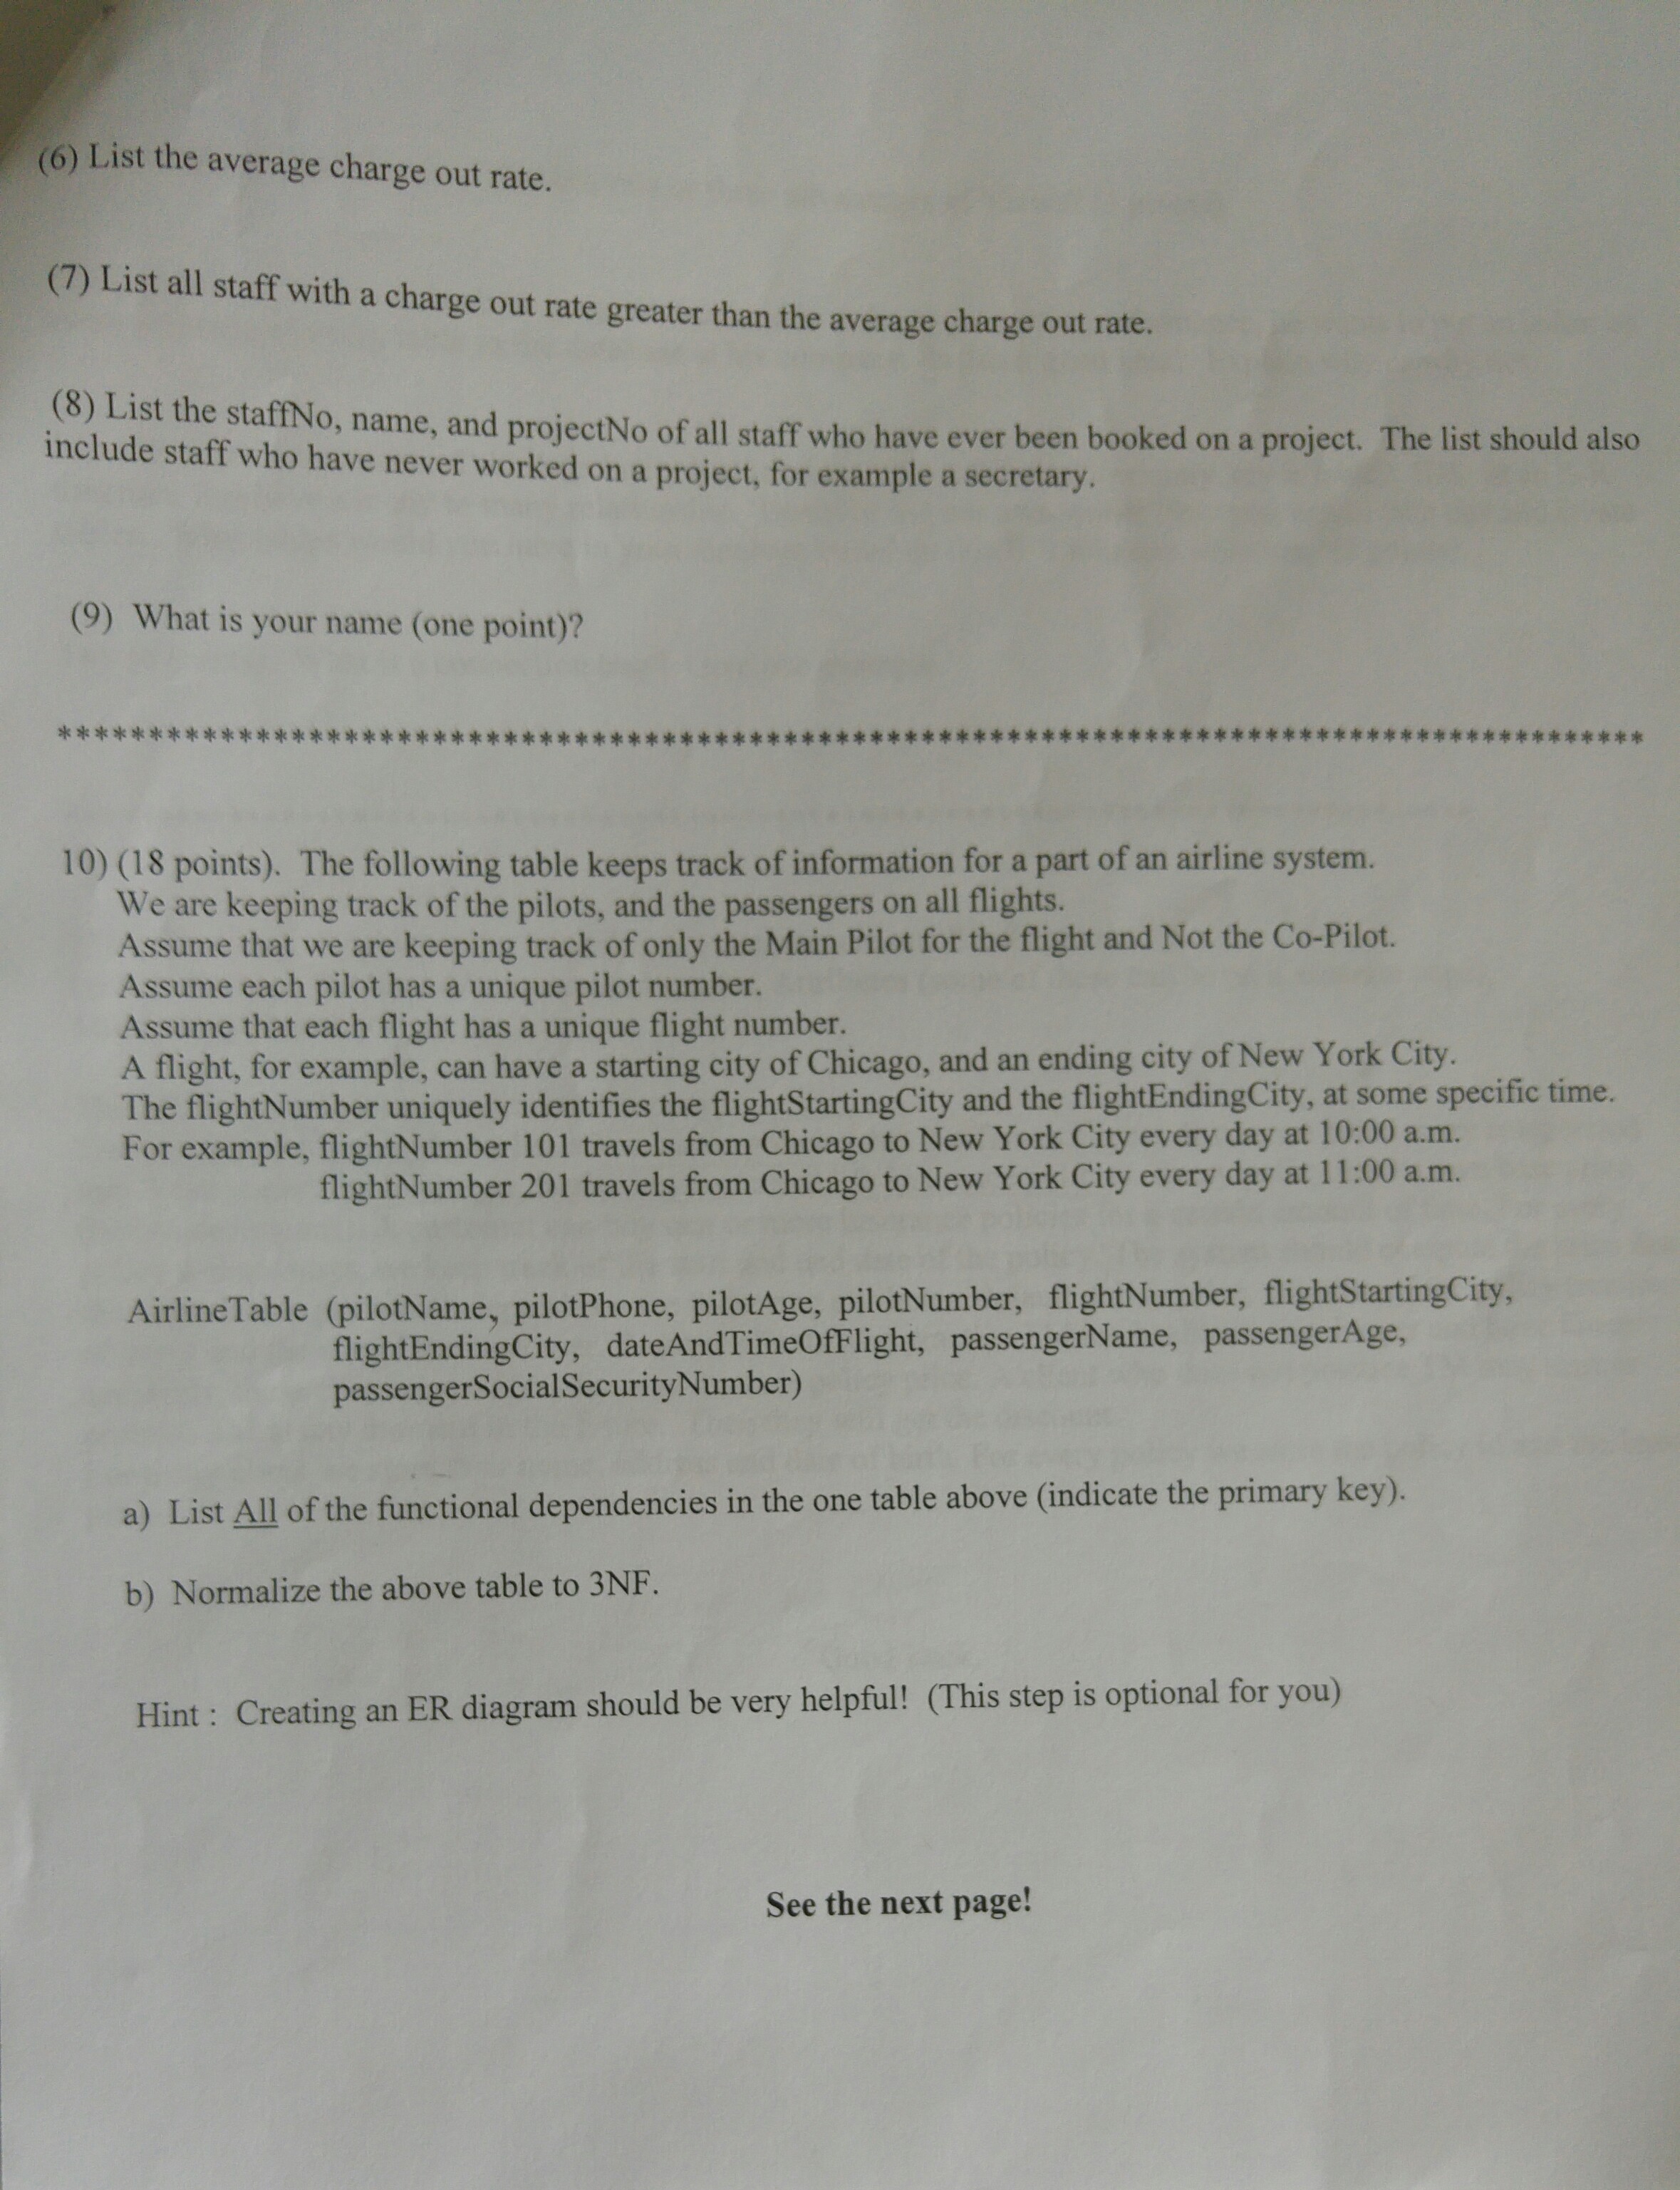 (6) List the average charge out rate.
(7) List all staff with a charge out rate greater than the average charge out rate.
(8) List the staffNo, name, and projectNo of all staff who have ever been booked on a project. The list should also
include staff who have never worked on a project, for example a secretary.
(9) What is your name (one point)?
****************************************************************************************
10) (18 points). The following table keeps track of information for a part of an airline system.
We are keeping track of the pilots, and the passengers on all flights.
Assume that we are keeping track of only the Main Pilot for the flight and Not the Co-Pilot.
Assume each pilot has a unique pilot number.
Assume that each flight has a unique flight number.
A flight, for example, can have a starting city of Chicago, and an ending city of New York City.
The flightNumber uniquely identifies the flightStartingCity and the flightEndingCity, at some specific time.
For example, flightNumber 101 travels from Chicago to New York City every day at 10:00 a.m.
flightNumber 201 travels from Chicago to New York City every day at 11:00 a.m.
AirlineTable (pilotName, pilotPhone, pilotAge, pilotNumber, flightNumber, flightStartingCity,
flightEndingCity, dateAndTimeOfFlight, passengerName, passengerAge,
passengerSocialSecurityNumber)
a) List All of the functional dependencies in the one table above (indicate the primary key).
b) Normalize the above table to 3NF.
Hint : Creating an ER diagram should be very helpful! (This step is optional for you)
See the next page!